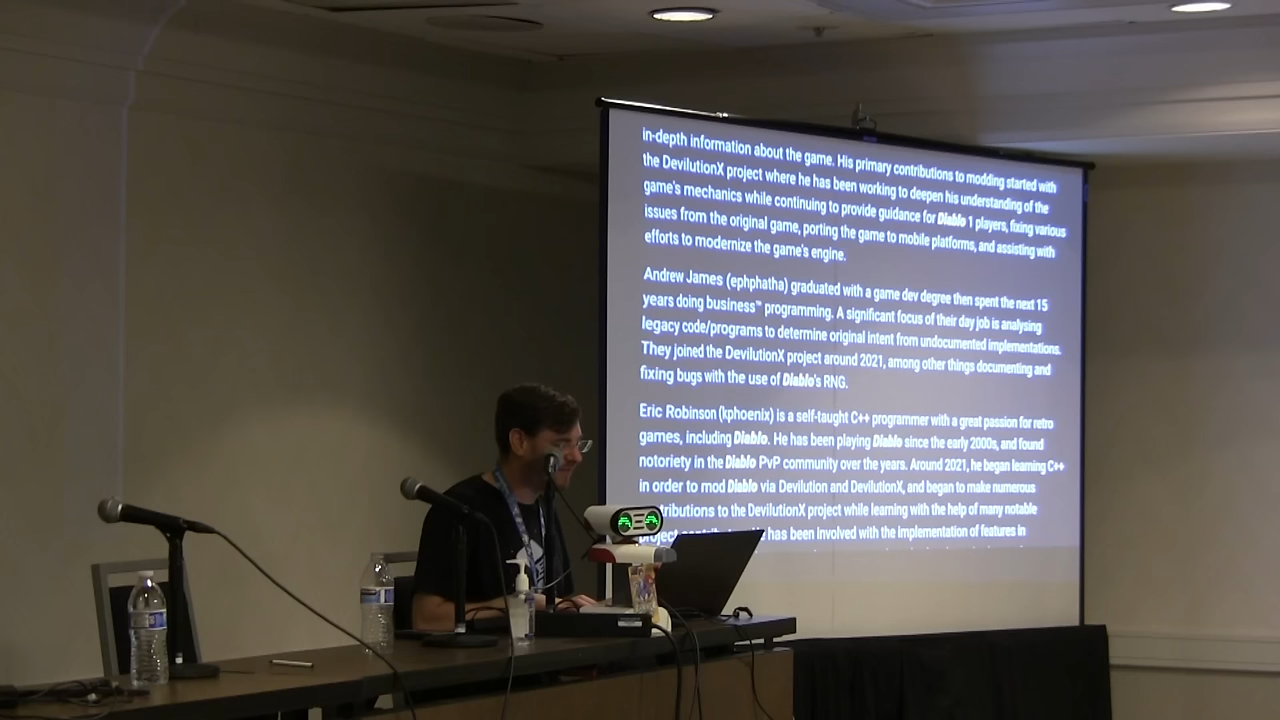 in-depth information about the game. His primary contributions to modding started with
the DevilutionX project where he has been working to deepen his understanding of the
game's mechanics while continuing to provide guidance for Diablo 1 players, fixing various
issues from the original game, porting the game to mobile platforms, and assisting with
efforts to modernize the game's engine.
Andrew James (ephphatha) graduated with a game dev degree then spent the next 15
years doing business™ programming. A significant focus of their day job is analysing
legacy code/programs to determine original intent from undocumented implementations.
They joined the DevilutionX project around 2021, among other things documenting and
fixing bugs with the use of Diablo's RNG.
Eric Robinson (kphoenix) is a self-taught C++ programmer with a great passion for retro
games, including Diablo. He has been playing Diablo since the early 2000s, and found
notoriety in the Diablo PvP community over the years. Around 2021, he began learning C++
in order to mod Diablo via Devilution and DevilutionX, and began to make numerous
tributions to the DevilutionX project while learning with the help of many notable
project has been involved with the implementation of features in